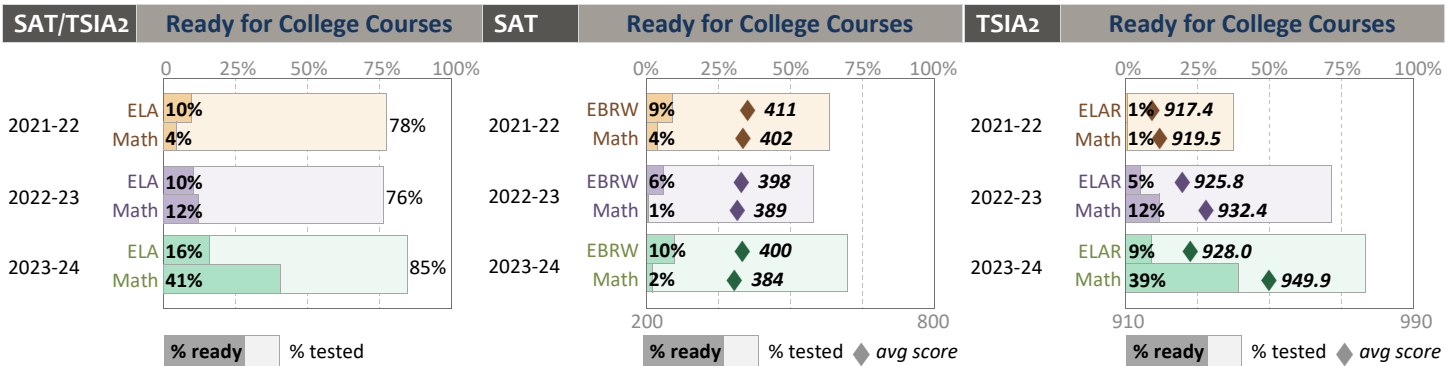 SAT/TSIA2 Ready for College Courses
0 25% 50% 75% 100%
2021-22
ELA 10%
Math 4%
78%
2022-23
ELA 10%
Math 12%
76%
2023-24
ELA 16%
Math 41%
85%
% ready % tested
SAT Ready for College Courses
0% 25% 50% 75% 100%
2021-22
EBRW 9% 411
Math 4% 402
2022-23
EBRW 6% 398
Math 1% 389
2023-24
EBRW 10% 400
Math 2% 384
200 800
% ready % tested avg score
TSIA2 Ready for College Courses
0% 25% 50% 75% 100%
2021-22
ELAR 1% 917.4
Math 1% 919.5
2022-23
ELAR 5% 925.8
Math 12% 932.4
2023-24
ELAR 9% 928.0
Math 39% 949.9
910 990
% ready % tested avg score